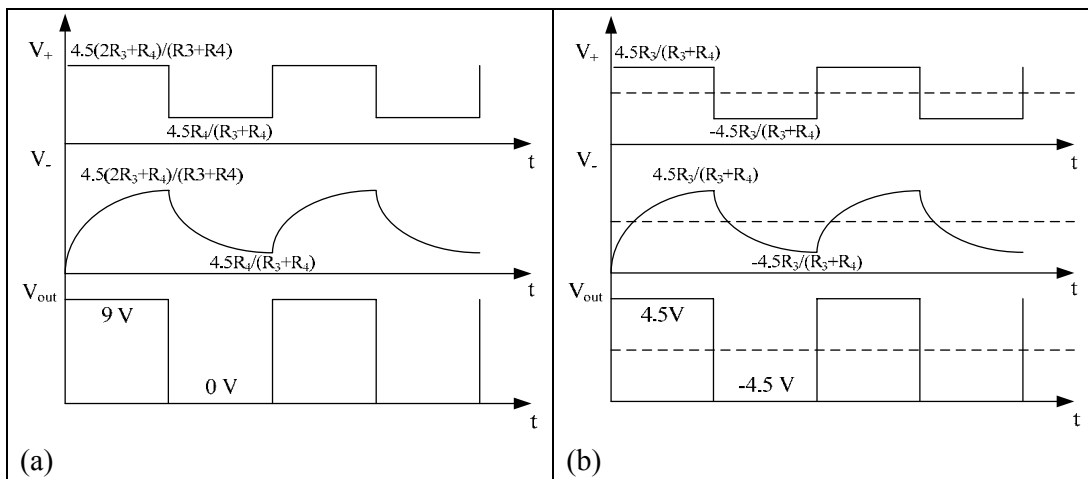 V₊
4.5(2R₃+R₄)/(R3+R4)
4.5R₄/(R₃+R₄)
t
V₋
4.5(2R₃+R₄)/(R3+R4)
4.5R₄/(R₃+R₄)
t
Vout
9 V
0 V
t
(a)
V₊
4.5R₃/(R₃+R₄)
-4.5R₃/(R₃+R₄)
t
V₋
4.5R₃/(R₃+R₄)
-4.5R₃/(R₃+R₄)
t
Vout
4.5V
-4.5 V
t
(b)